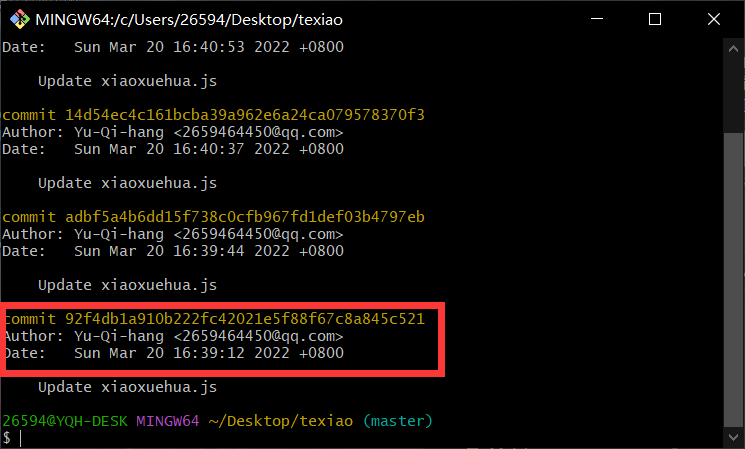 MINGW64:/c/Users/26594/Desktop/texiao
Date:   Sun Mar 20 16:40:53 2022 +0800
Update xiaoxuehua.js
commit 14d54ec4c161bcba39a962e6a24ca079578370f3
Author: Yu-Qi-hang <2659464450@qq.com>
Date:   Sun Mar 20 16:40:37 2022 +0800
Update xiaoxuehua.js
commit adbf5a4b6dd15f738c0cfb967fd1def03b4797eb
Author: Yu-Qi-hang <2659464450@qq.com>
Date:   Sun Mar 20 16:39:44 2022 +0800
Update xiaoxuehua.js
commit 92f4db1a910b222fc42021e5f88f67c8a845c521
Author: Yu-Qi-hang <2659464450@qq.com>
Date:   Sun Mar 20 16:39:12 2022 +0800
Update xiaoxuehua.js
26594@YQH-DESK MINGW64 ~/Desktop/texiao (master)
$